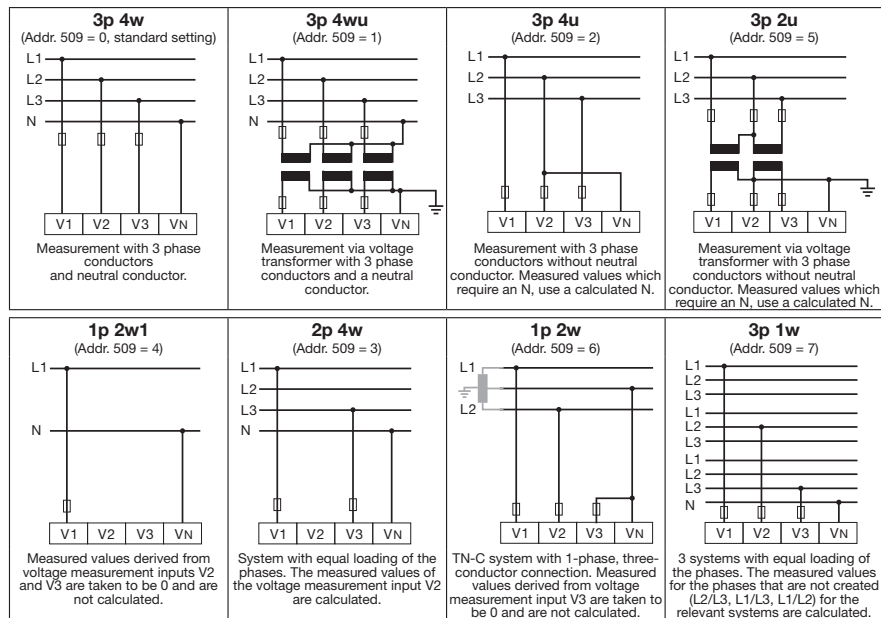 3p 4w
(Addr. 509 = 0, standard setting)
L1
L2
L3
N
V1 V2 V3 VN
Measurement with 3 phase
conductors
and neutral conductor.
3p 4wu
(Addr. 509 = 1)
L1
L2
L3
N
V1 V2 V3 VN
Measurement via voltage
transformer with 3 phase
conductors and a neutral
conductor.
3p 4u
(Addr. 509 = 2)
L1
L2
L3
V1 V2 V3 VN
Measurement with 3 phase
conductors without neutral
conductor. Measured values which
require an N, use a calculated N.
3p 2u
(Addr. 509 = 5)
L1
L2
L3
V1 V2 V3 VN
Measurement via voltage
transformer with 3 phase
conductors without neutral
conductor. Measured values which
require an N, use a calculated N.
1p 2w1
(Addr. 509 = 4)
L1
N
V1 V2 V3 VN
Measured values derived from
voltage measurement inputs V2
and V3 are taken to be 0 and are
not calculated.
2p 4w
(Addr. 509 = 3)
L1
L2
L3
N
V1 V2 V3 VN
System with equal loading of the
phases. The measured values of
the voltage measurement input V2
are calculated.
1p 2w
(Addr. 509 = 6)
L1
L2
V1 V2 V3 VN
TN-C system with 1-phase, three-
conductor connection. Measured
values derived from voltage
measurement input V3 are taken to
be 0 and are not calculated.
3p 1w
(Addr. 509 = 7)
L1
L2
L3
L1
L2
L3
L1
L2
L3
N
V1 V2 V3 VN
3 systems with equal loading of
the phases. The measured values
for the phases that are not created
(L2/L3, L1/L3, L1/L2) for the
relevant systems are calculated.